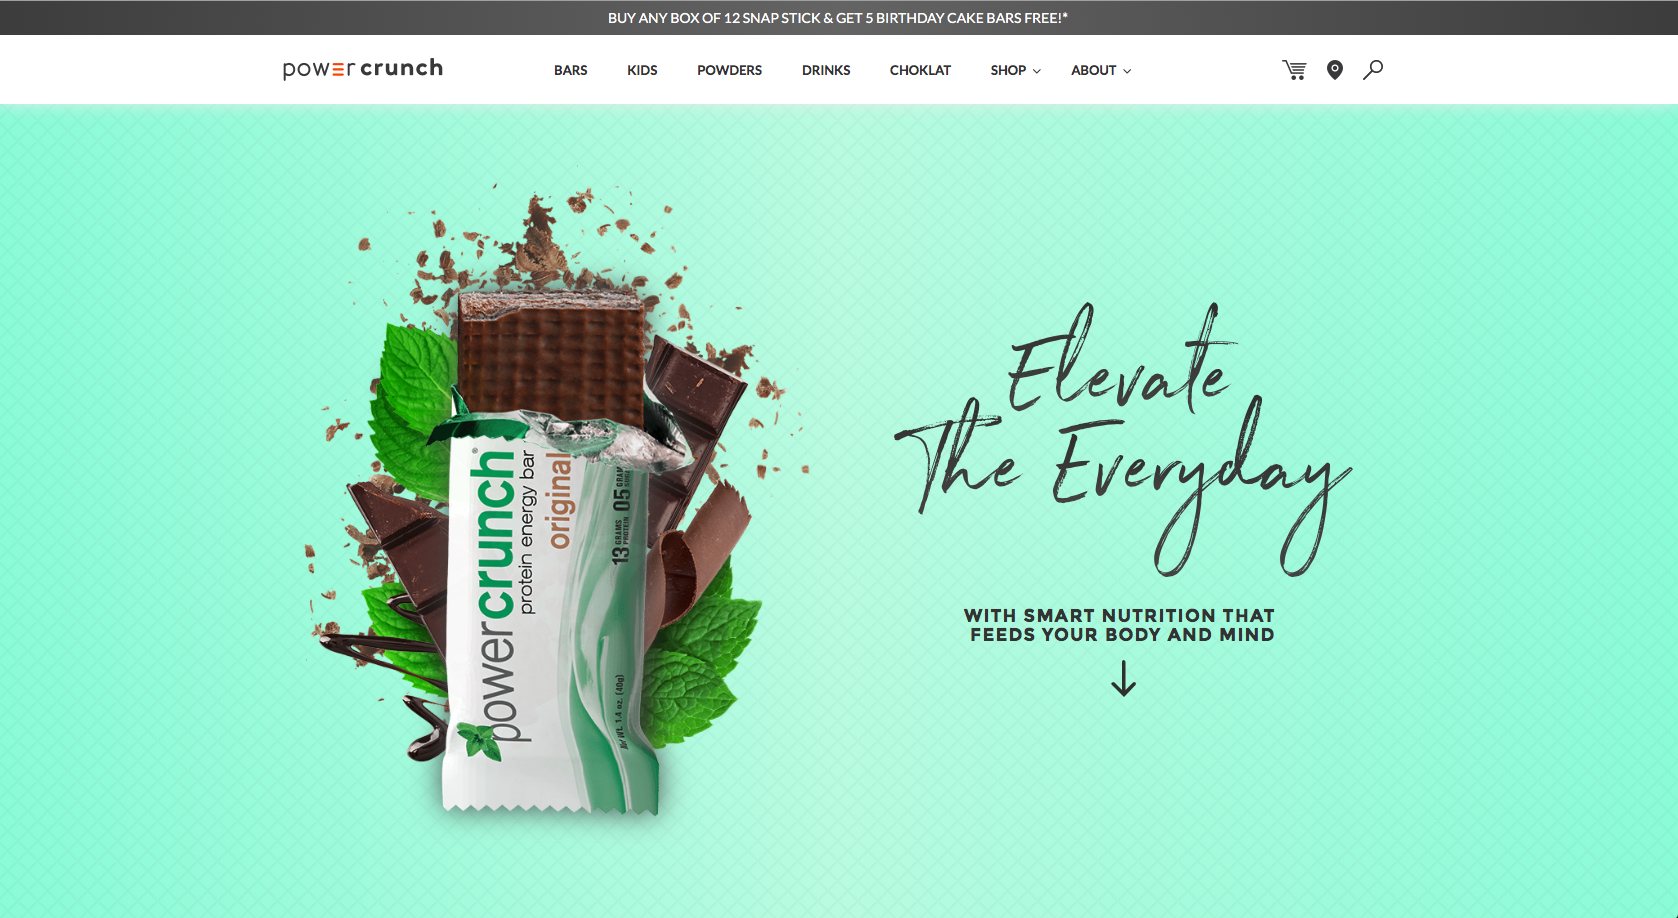 BUY ANY BOX OF 12 SNAP STICK & GET 5 BIRTHDAY CAKE BARS FREE!*
power crunch
BARS
KIDS
POWDERS
DRINKS
CHOKLAT
SHOP
ABOUT
Elevate
The Everyday
WITH SMART NUTRITION THAT
FEEDS YOUR BODY AND MIND
powercrunch®
protein energy bar
original
13 GRAMS PROTEIN 05
Net Wt. 1.4 oz. (40g)